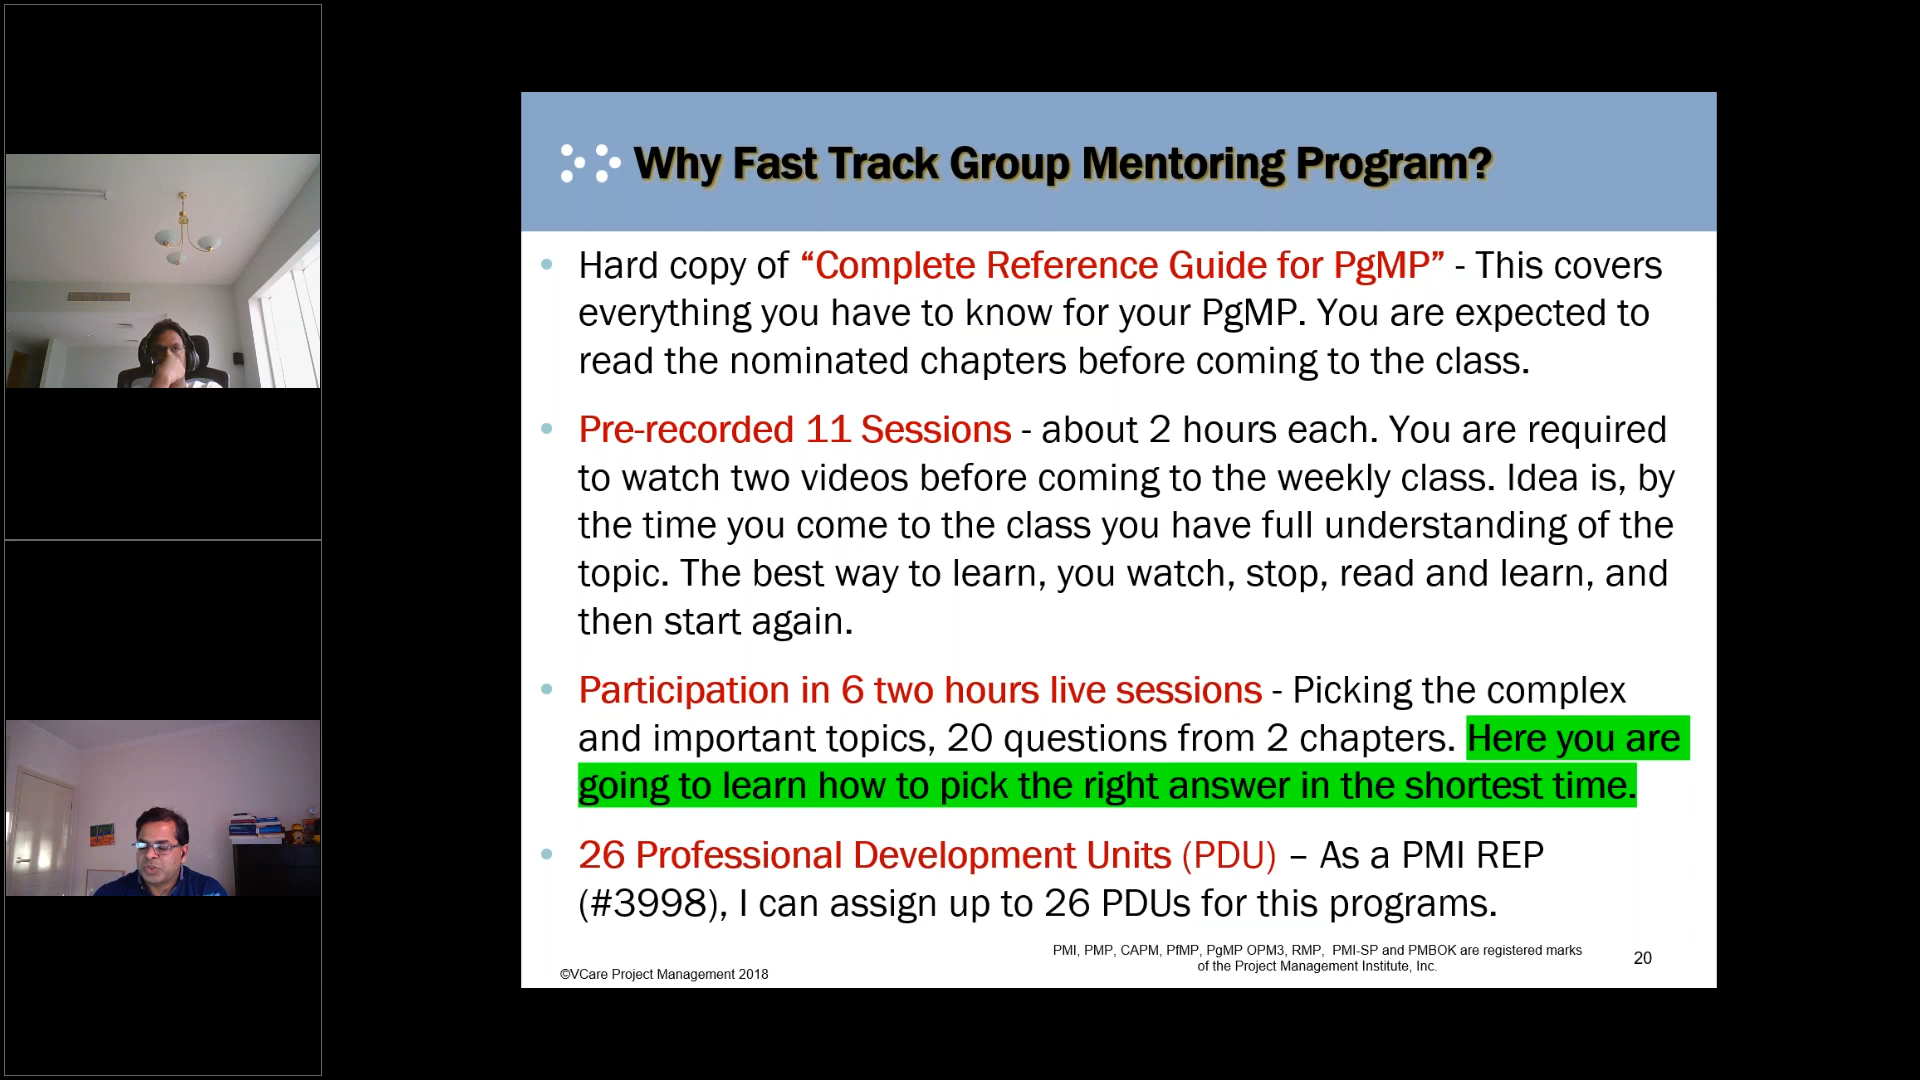 Why Fast Track Group Mentoring Program?
Hard copy of “Complete Reference Guide for PgMP” - This covers
everything you have to know for your PgMP. You are expected to
read the nominated chapters before coming to the class.
Pre-recorded 11 Sessions - about 2 hours each. You are required
to watch two videos before coming to the weekly class. Idea is, by
the time you come to the class you have full understanding of the
topic. The best way to learn, you watch, stop, read and learn, and
then start again.
Participation in 6 two hours live sessions - Picking the complex
and important topics, 20 questions from 2 chapters. Here you are
going to learn how to pick the right answer in the shortest time.
26 Professional Development Units (PDU) – As a PMI REP
(#3998), I can assign up to 26 PDUs for this programs.
PMI, PMP, CAPM, PfMP, PgMP OPM3, RMP, PMI-SP and PMBOK are registered marks
of the Project Management Institute, Inc.
20
©VCare Project Management 2018